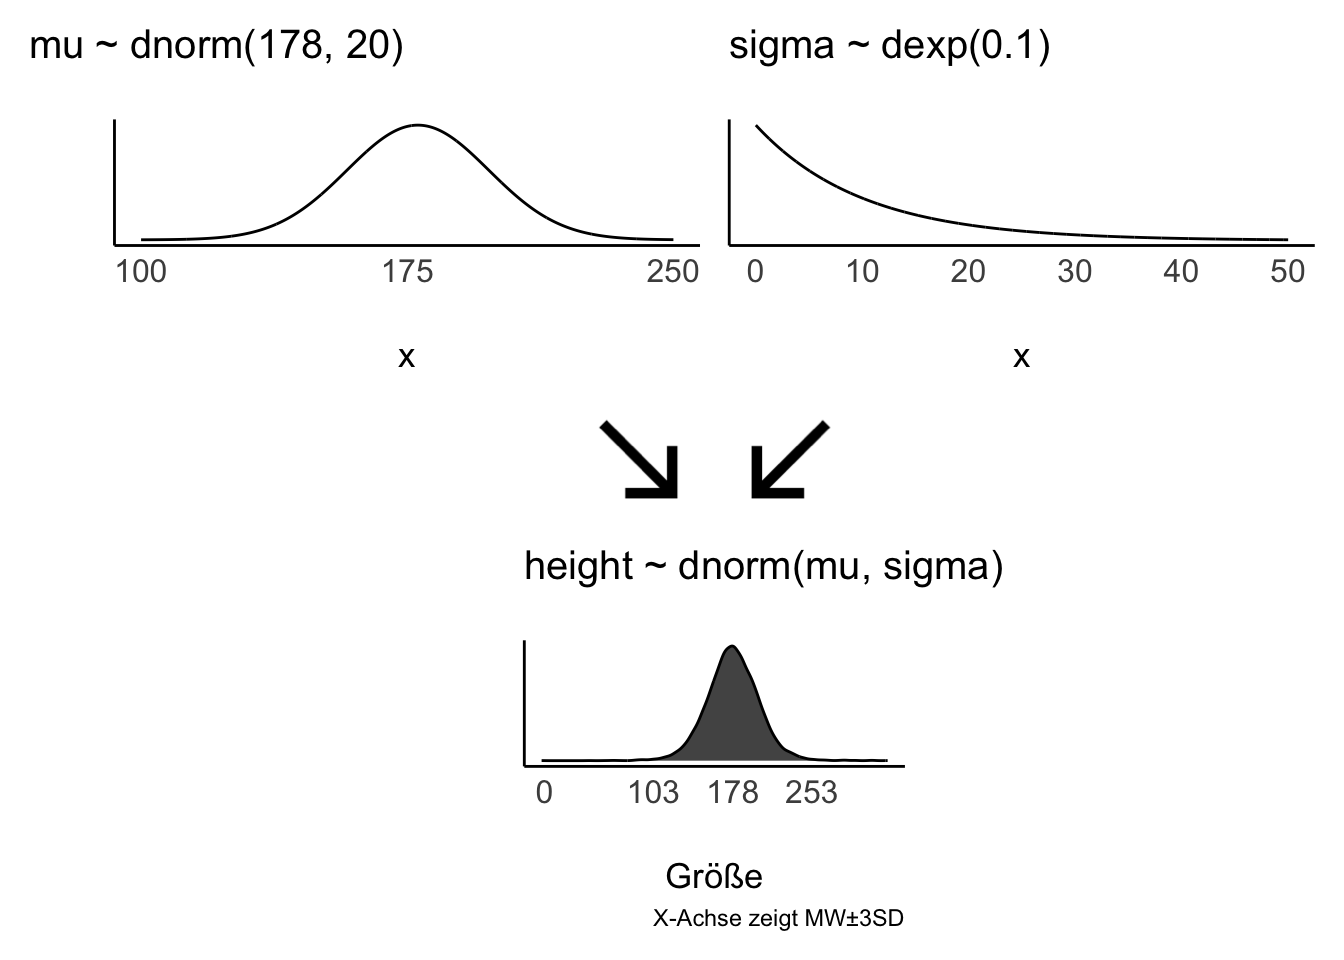 mu ~ dnorm(178, 20)
sigma ~ dexp(0.1)
100 175 250
0 10 20 30 40 50
x
x
height ~ dnorm(mu, sigma)
0 103 178 253
Größe
X-Achse zeigt MW±3SD